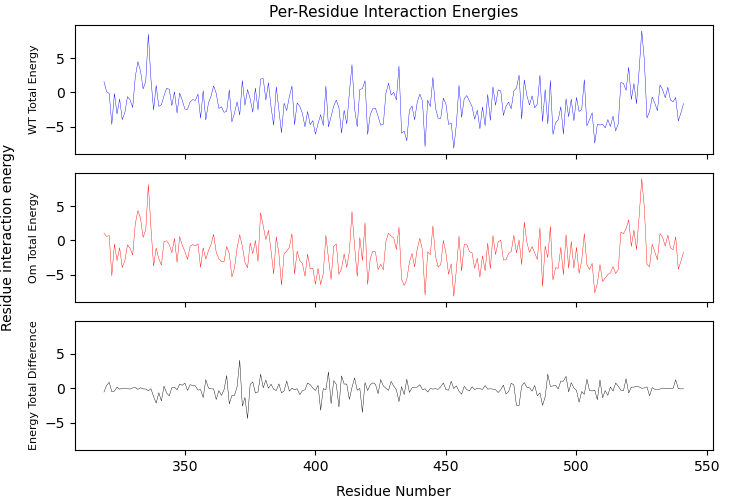 Per-Residue Interaction Energies
Residue interaction energy
WT Total Energy
5
0
−5
Om Total Energy
5
0
−5
Energy Total Difference
5
0
−5
350 400 450 500 550
Residue Number